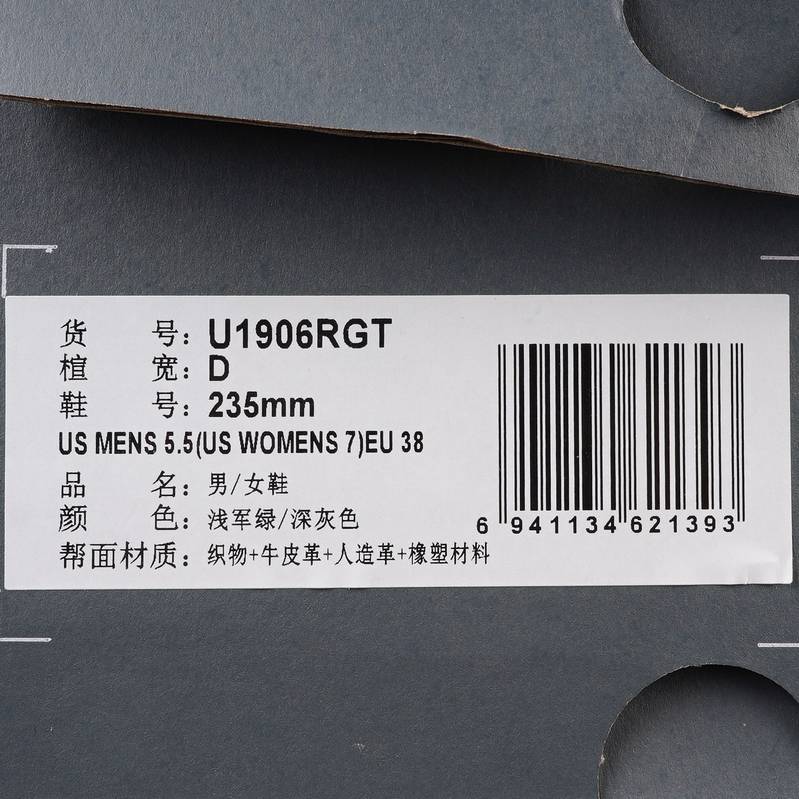 货 号：U1906RGT
楦 宽：D
鞋 号：235mm
US MENS 5.5(US WOMENS 7)EU 38
品 名：男/女鞋
颜 色：浅军绿/深灰色
帮面材质：织物+牛皮革+人造革+橡塑材料
6 941134 621393